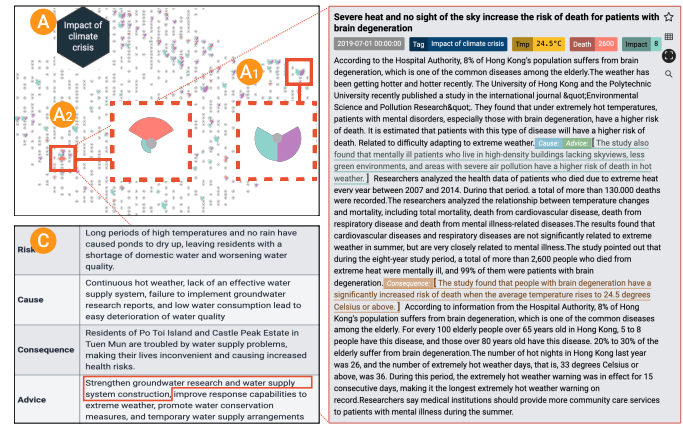 A
Impact of
climate
crisis
A1
A2
C
Risk
Long periods of high temperatures and no rain have
caused ponds to dry up, leaving residents with a
shortage of domestic water and worsening water
quality.
Cause
Continuous hot weather, lack of an effective water
supply system, failure to implement groundwater
research reports, and low water consumption lead to
easy deterioration of water quality
Consequence
Residents of Po Toi Island and Castle Peak Estate in
Tuen Mun are troubled by water supply problems,
making their lives inconvenient and causing increased
health risks.
Advice
Strengthen groundwater research and water supply
system construction, improve response capabilities to
extreme weather, promote water conservation
measures, and temporary water supply arrangements
Severe heat and no sight of the sky increase the risk of death for patients with
brain degeneration
2019-07-01 00:00:00 Tag Impact of climate crisis Tmp 24.5°C Death 2600 Impact 8
According to the Hospital Authority, 8% of Hong Kong's population suffers from brain
degeneration, which is one of the common diseases among the elderly.The weather has
been getting hotter and hotter recently. The University of Hong Kong and the Polytechnic
University recently published a study in the international journal &quot;Environmental
Science and Pollution Research&quot;. They found that under extremely hot temperatures,
patients with mental disorders, especially those with brain degeneration, have a higher risk
of death. It is estimated that patients with this type of disease will have a higher risk of
death. Related to difficulty adapting to extreme weather. Cause: Advice: [ The study also
found that mentally ill patients who live in high-density buildings lacking skyviews, less
green environments, and areas with severe air pollution have a higher risk of death in hot
weather. ] Researchers analyzed the health data of patients who died due to extreme heat
every year between 2007 and 2014. During that period. a total of more than 130.000 deaths
were recorded.The researchers analyzed the relationship between temperature changes
and mortality, including total mortality, death from cardiovascular disease, death from
respiratory disease and death from mental illness-related diseases.The results found that
cardiovascular diseases and respiratory diseases are not significantly related to extreme
weather in summer, but are very closely related to mental illness.The study pointed out that
during the eight-year study period, a total of more than 2,600 people who died from
extreme heat were mentally ill, and 99% of them were patients with brain
degeneration. Consequence: [ The study found that people with brain degeneration have a
significantly increased risk of death when the average temperature rises to 24.5 degrees
Celsius or above. ] According to information from the Hospital Authority, 8% of Hong
Kong's population suffers from brain degeneration, which is one of the common diseases
among the elderly. For every 100 elderly people over 65 years old in Hong Kong, 5 to 8
people have this disease, and those over 80 years old have this disease. 20% to 30% of the
elderly suffer from brain degeneration.The number of hot nights in Hong Kong last year
was 26, and the number of extremely hot weather days, that is, 33 degrees Celsius or
above, was 36. During this period, the extremely hot weather warning was in effect for 15
consecutive days, making it the longest extremely hot weather warning on
record.Researchers say medical institutions should provide more community care services
to patients with mental illness during the summer.